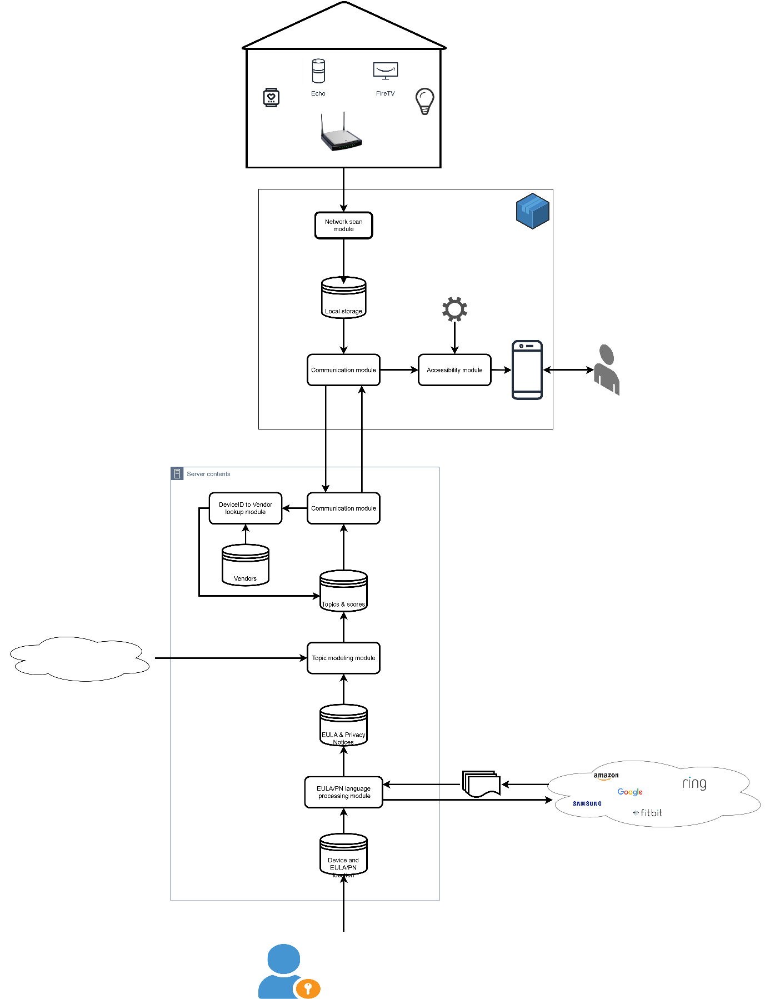 Echo
FireTV
Network scan
module
Local storage
Communication module
Accessibility module
Server contents
DeviceID to Vendor
lookup module
Communication module
Vendors
Topics & scores
Topic modeling module
EULA & Privacy
Notices
EULA/PN language
processing module
amazon
Google
ring
SAMSUNG
fitbit
Device and
EULA/PN
location